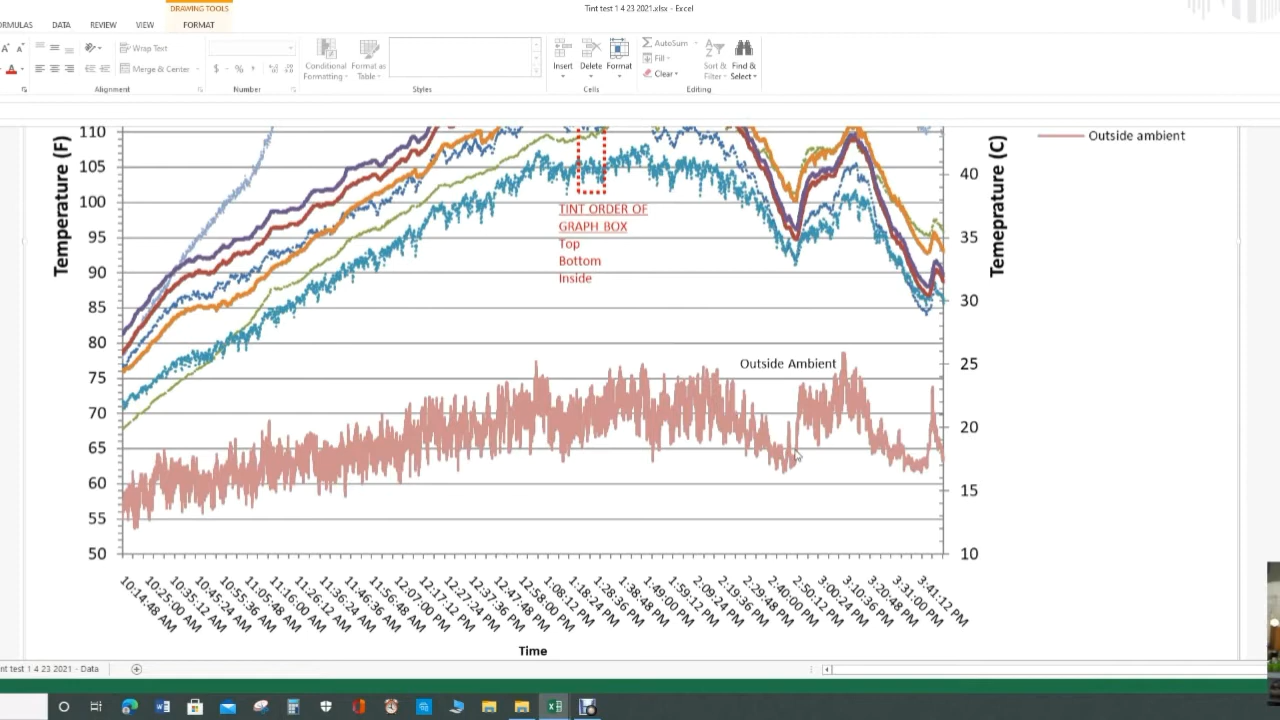 DRAWING TOOLS
Tint test 1 4 23 2021.xlsx - Excel
ORMULAS DATA REVIEW VIEW FORMAT
A A Wrap Text
A Merge & Center $ % , Conditional Formatting Format as Table Insert Delete Format AutoSum Fill Clear Sort & Filter Find & Select
Alignment Number Styles Cells Editing
Outside ambient
Temperature (F)
110
105
100
95
90
85
80
75
70
65
60
55
50
TINT ORDER OF
GRAPH BOX
Top
Bottom
Inside
Outside Ambient
Temeprature (C)
40
35
30
25
20
15
10
10:14:48 AM
10:25:00 AM
10:35:12 AM
10:45:24 AM
10:55:36 AM
11:05:48 AM
11:16:00 AM
11:26:12 AM
11:36:24 AM
11:46:36 AM
11:56:48 AM
12:07:00 PM
12:17:12 PM
12:27:24 PM
12:37:36 PM
12:47:48 PM
12:58:00 PM
1:08:12 PM
1:18:24 PM
1:28:36 PM
1:38:48 PM
1:49:00 PM
1:59:12 PM
2:09:24 PM
2:19:36 PM
2:29:48 PM
2:40:00 PM
2:50:12 PM
3:00:24 PM
3:10:36 PM
3:20:48 PM
3:31:00 PM
3:41:12 PM
Time
nt test 1 4 23 2021 - Data